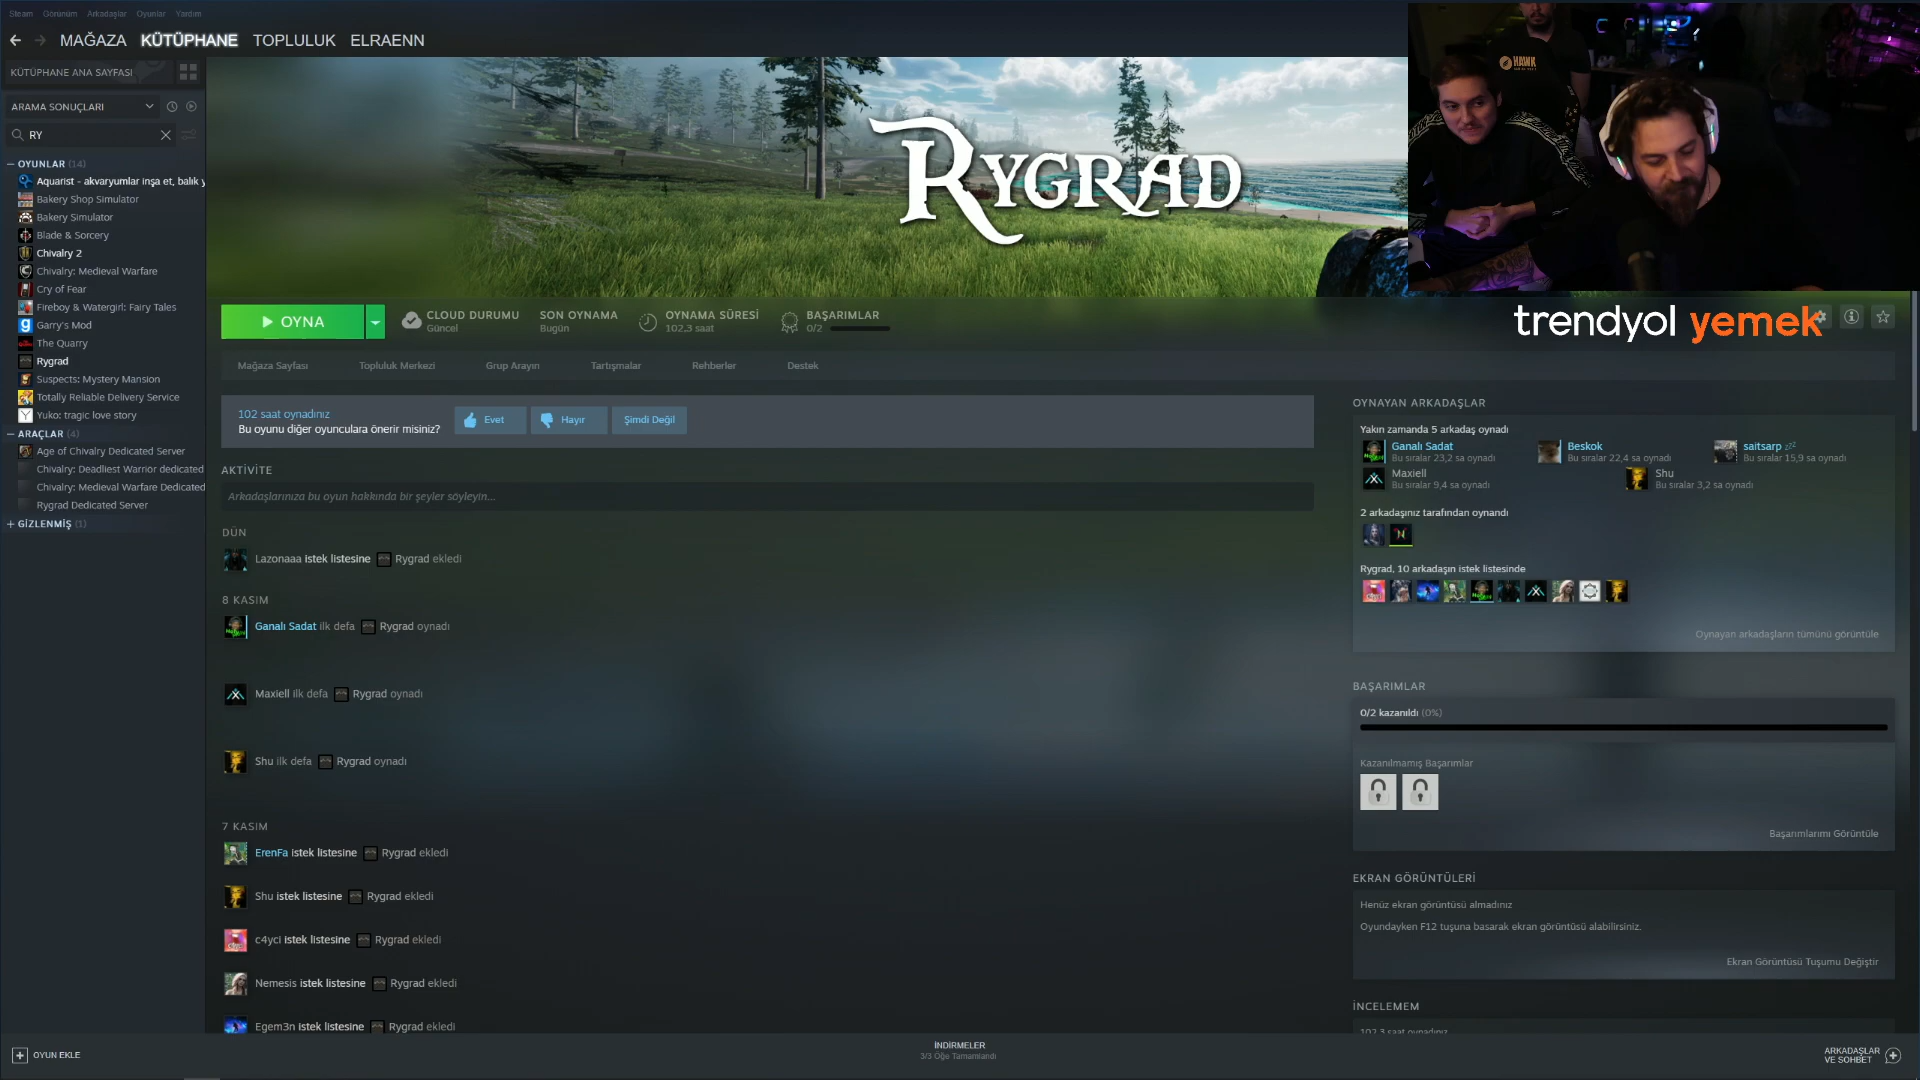 Steam Görünüm Arkadaşlar Oyunlar Yardım
MAĞAZA KÜTÜPHANE TOPLULUK ELRAENN
KÜTÜPHANE ANA SAYFASI
ARAMA SONUÇLARI
RY
OYUNLAR (14)
Aquarist - akvaryumlar inşa et, balık y
Bakery Shop Simulator
Bakery Simulator
Blade & Sorcery
Chivalry 2
Chivalry: Medieval Warfare
Cry of Fear
Fireboy & Watergirl: Fairy Tales
Garry's Mod
The Quarry
Rygrad
Suspects: Mystery Mansion
Totally Reliable Delivery Service
Yuko: tragic love story
ARAÇLAR (4)
Age of Chivalry Dedicated Server
Chivalry: Deadliest Warrior dedicated
Chivalry: Medieval Warfare Dedicated
Rygrad Dedicated Server
GİZLENMİŞ (1)
RYGRAD
HAWK
trendyol yemek
OYNA
CLOUD DURUMU
Güncel
SON OYNAMA
Bugün
OYNAMA SÜRESİ
102,3 saat
BAŞARIMLAR
0/2
Mağaza Sayfası Topluluk Merkezi Grup Arayın Tartışmalar Rehberler Destek
102 saat oynadınız
Bu oyunu diğer oyunculara önerir misiniz?
Evet Hayır Şimdi Değil
AKTİVİTE
Arkadaşlarınıza bu oyun hakkında bir şeyler söyleyin...
DÜN
Lazonaaa istek listesine Rygrad ekledi
8 KASIM
Ganalı Sadat ilk defa Rygrad oynadı
Maxiell ilk defa Rygrad oynadı
Shu ilk defa Rygrad oynadı
7 KASIM
ErenFa istek listesine Rygrad ekledi
Shu istek listesine Rygrad ekledi
c4yci istek listesine Rygrad ekledi
Nemesis istek listesine Rygrad ekledi
Egem3n istek listesine Rygrad ekledi
OYNAYAN ARKADAŞLAR
Yakın zamanda 5 arkadaş oynadı
Ganalı Sadat
Bu sıralar 23,2 sa oynadı
Beskok
Bu sıralar 22,4 sa oynadı
saitsarp zzz
Bu sıralar 15,9 sa oynadı
Maxiell
Bu sıralar 9,4 sa oynadı
Shu
Bu sıralar 3,2 sa oynadı
2 arkadaşınız tarafından oynandı
Rygrad, 10 arkadaşın istek listesinde
Oynayan arkadaşların tümünü görüntüle
BAŞARIMLAR
0/2 kazanıldı (0%)
Kazanılmamış Başarımlar
Başarımlarımı Görüntüle
EKRAN GÖRÜNTÜLERİ
Henüz ekran görüntüsü almadınız
Oyundayken F12 tuşuna basarak ekran görüntüsü alabilirsiniz.
Ekran Görüntüsü Tuşumu Değiştir
İNCELEMEM
102,3 saat oynadınız
OYUN EKLE
İNDİRMELER
3/3 Öğe Tamamlandı
ARKADAŞLAR
VE SOHBET